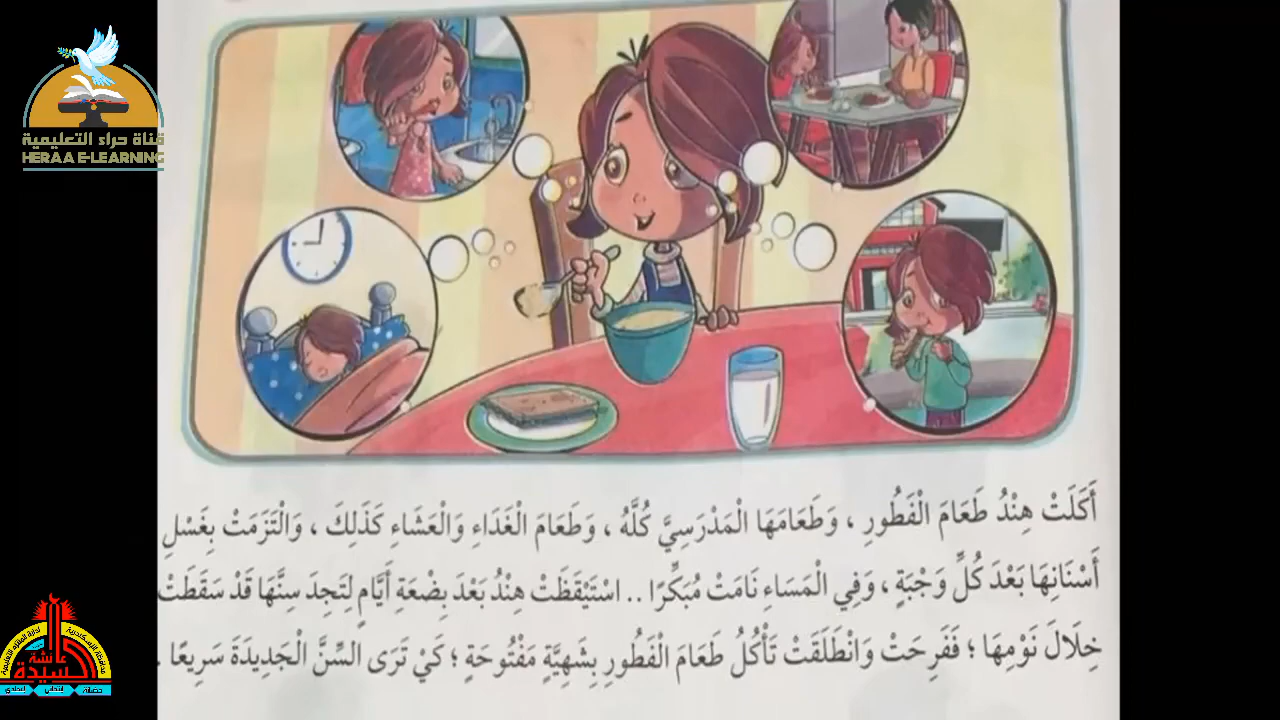 قناة حراء التعليمية
HERAA E-LEARNING
أَكَلَتْ هِنْدُ طَعَامَ الْفَطُورِ ، وَطَعَامَهَا الْمَدْرَسِيَّ كُلَّهُ ، وَطَعَامَ الْغَدَاءِ وَالْعَشَاءِ كَذَلِكَ ، وَالْتَزَمَتْ بِغَسْلِ
أَسْنَانِهَا بَعْدَ كُلِّ وَجْبَةٍ ، وَفِي الْمَسَاءِ نَامَتْ مُبَكِّرًا .. اسْتَيْقَظَتْ هِنْدُ بَعْدَ بِضْعَةِ أَيَّامٍ لِتَجِدَ سِنَّهَا قَدْ سَقَطَتْ
خِلَالَ نَوْمِهَا ؛ فَفَرِحَتْ وَانْطَلَقَتْ تَأْكُلُ طَعَامَ الْفَطُورِ بِشَهِيَّةٍ مَفْتُوحَةٍ ؛ كَيْ تَرَى السِّنَّ الْجَدِيدَةَ سَرِيعًا .
عائشة
السيدة